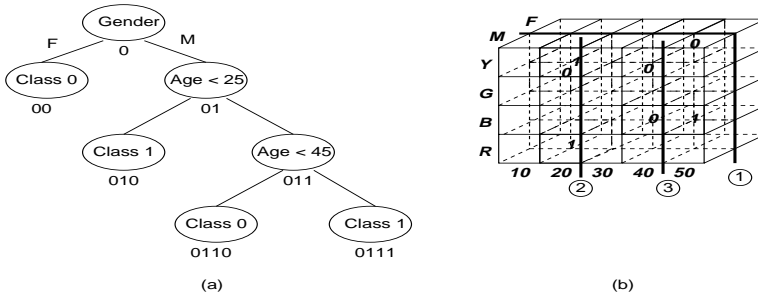 Gender
0
F
M
Class 0
00
Age < 25
01
Class 1
010
Age < 45
011
Class 0
0110
Class 1
0111
(a)
F
M
0
Y
1
0
0
G
B
0
1
R
1
10 20 30 40 50
2 3 1
(b)